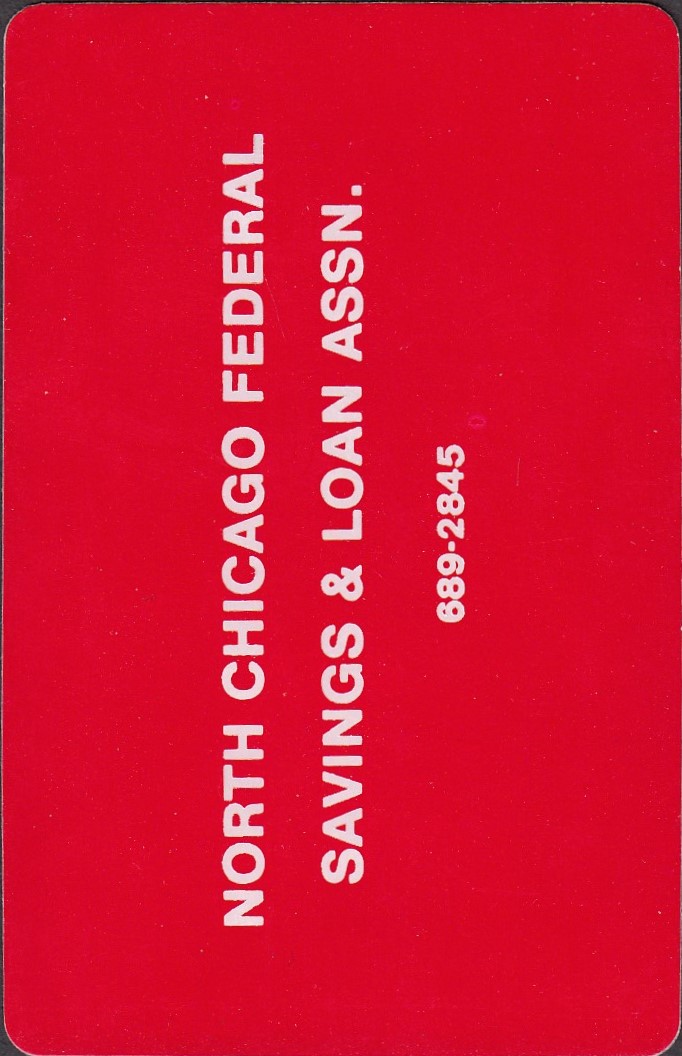 NORTH CHICAGO FEDERAL
SAVINGS & LOAN ASSN.
689-2845